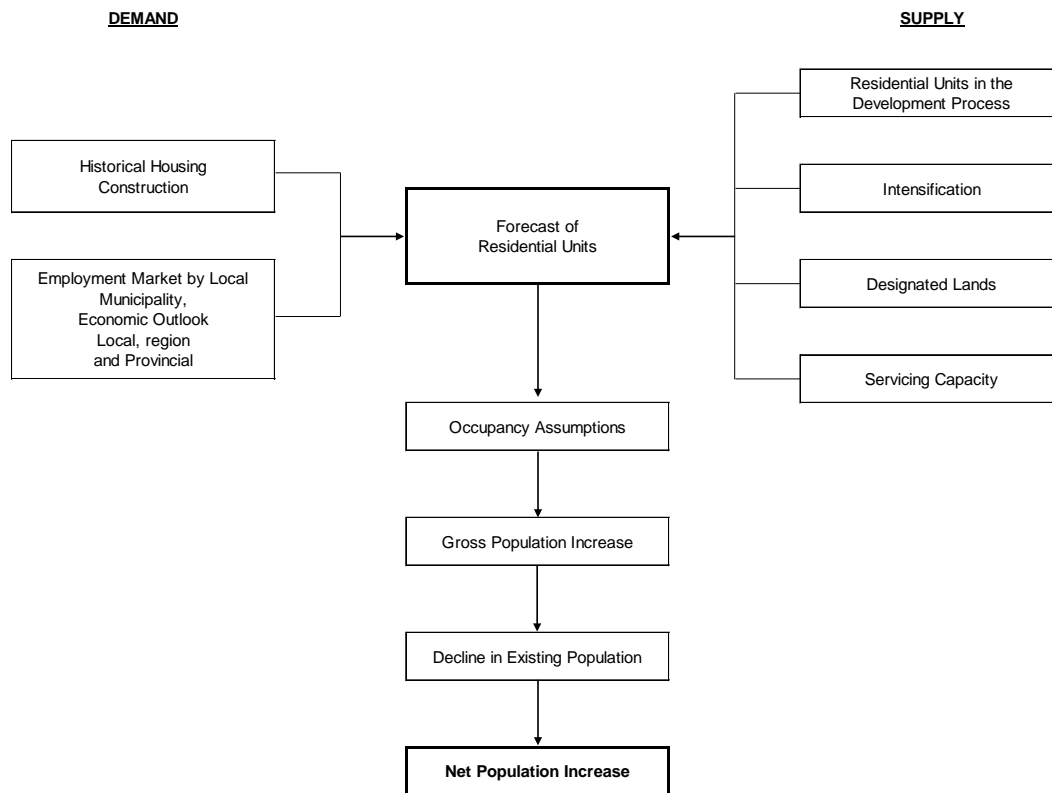 DEMAND
SUPPLY
Residential Units in the
Development Process
Historical Housing
Construction
Intensification
Forecast of
Residential Units
Employment Market by Local
Municipality,
Economic Outlook
Local, region
and Provincial
Designated Lands
Servicing Capacity
Occupancy Assumptions
Gross Population Increase
Decline in Existing Population
Net Population Increase